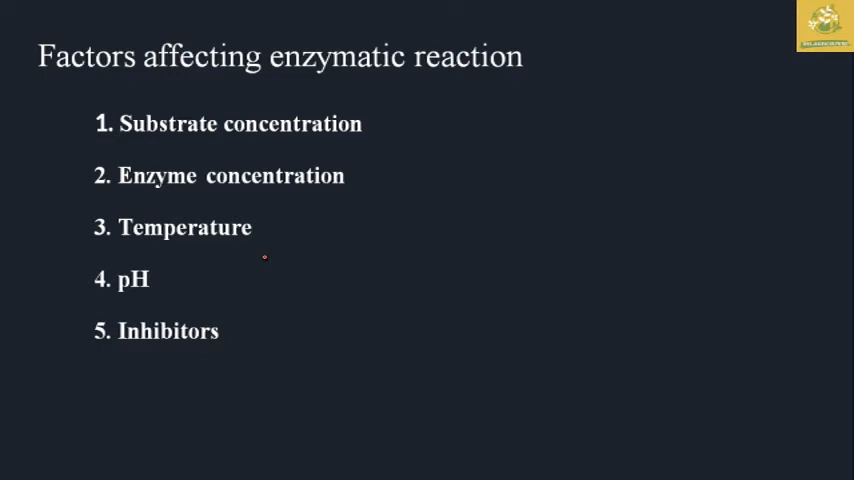 Factors affecting enzymatic reaction
1. Substrate concentration
2. Enzyme concentration
3. Temperature
4. pH
5. Inhibitors